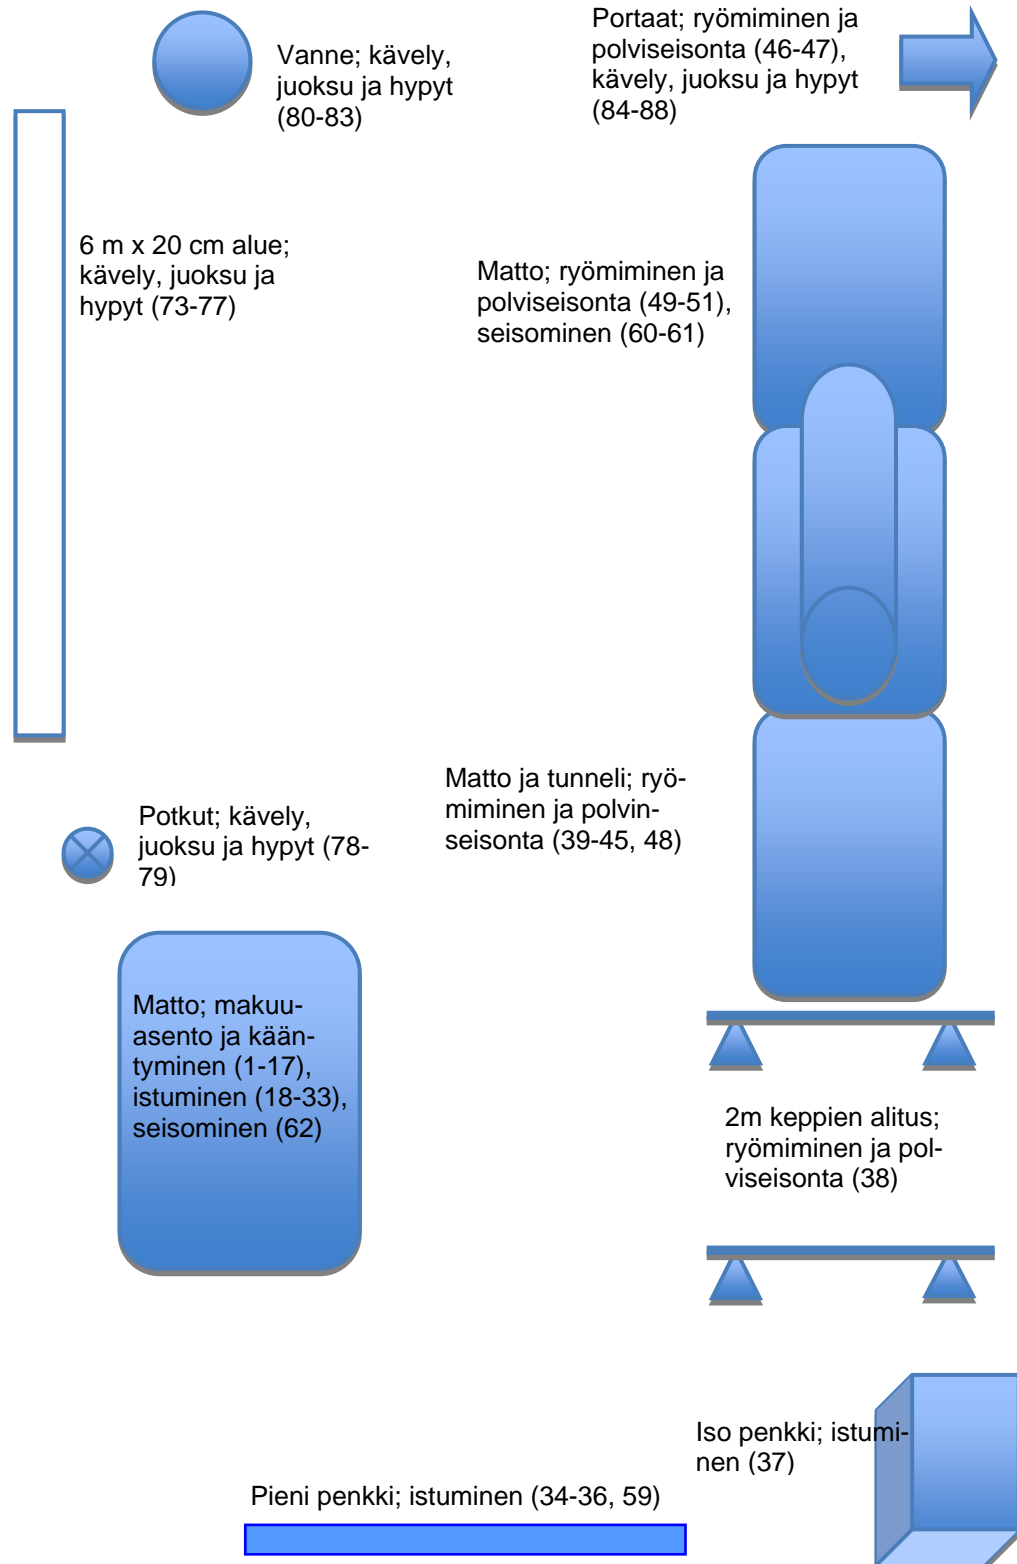 Vanne; kävely,
juoksu ja hypyt
(80-83)
Portaat; ryömiminen ja
polviseisonta (46-47),
kävely, juoksu ja hypyt
(84-88)
6 m x 20 cm alue;
kävely, juoksu ja
hypyt (73-77)
Matto; ryömiminen ja
polviseisonta (49-51),
seisominen (60-61)
Matto ja tunneli; ryö-
miminen ja polvin-
seisonta (39-45, 48)
Potkut; kävely,
juoksu ja hypyt (78-
79)
Matto; makuu-
asento ja kään-
tyminen (1-17),
istuminen (18-33),
seisominen (62)
2m keppien alitus;
ryömiminen ja pol-
viseisonta (38)
Iso penkki; istumi-
nen (37)
Pieni penkki; istuminen (34-36, 59)